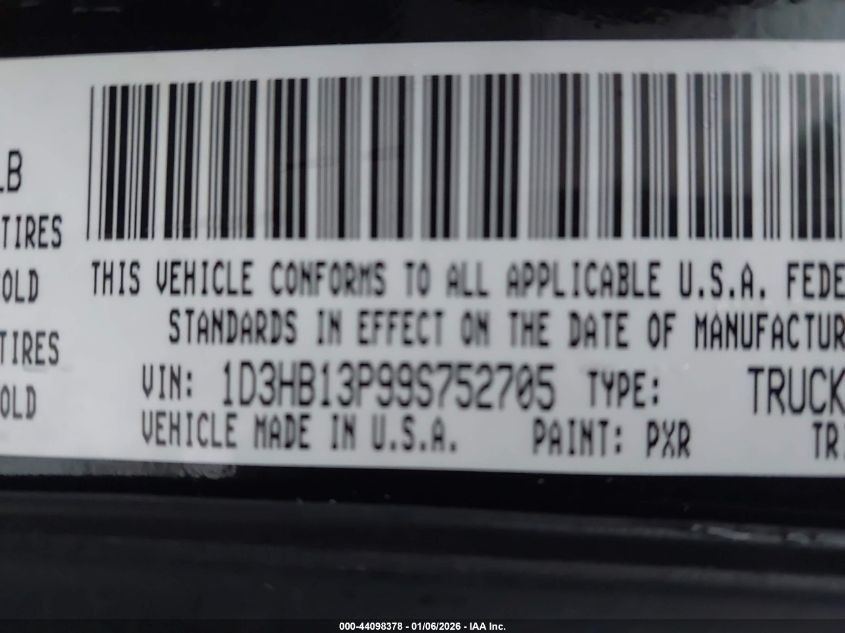 LB
TIRES
OLD
TIRES
OLD
THIS VEHICLE CONFORMS TO ALL APPLICABLE U.S.A. FEDE
STANDARDS IN EFFECT ON THE DATE OF MANUFACTUR
VIN: 1D3HB13P99S752705 TYPE: TRUCK
VEHICLE MADE IN U.S.A. PAINT: PXR TRI
000-44098378 - 01/06/2026 - IAA Inc.